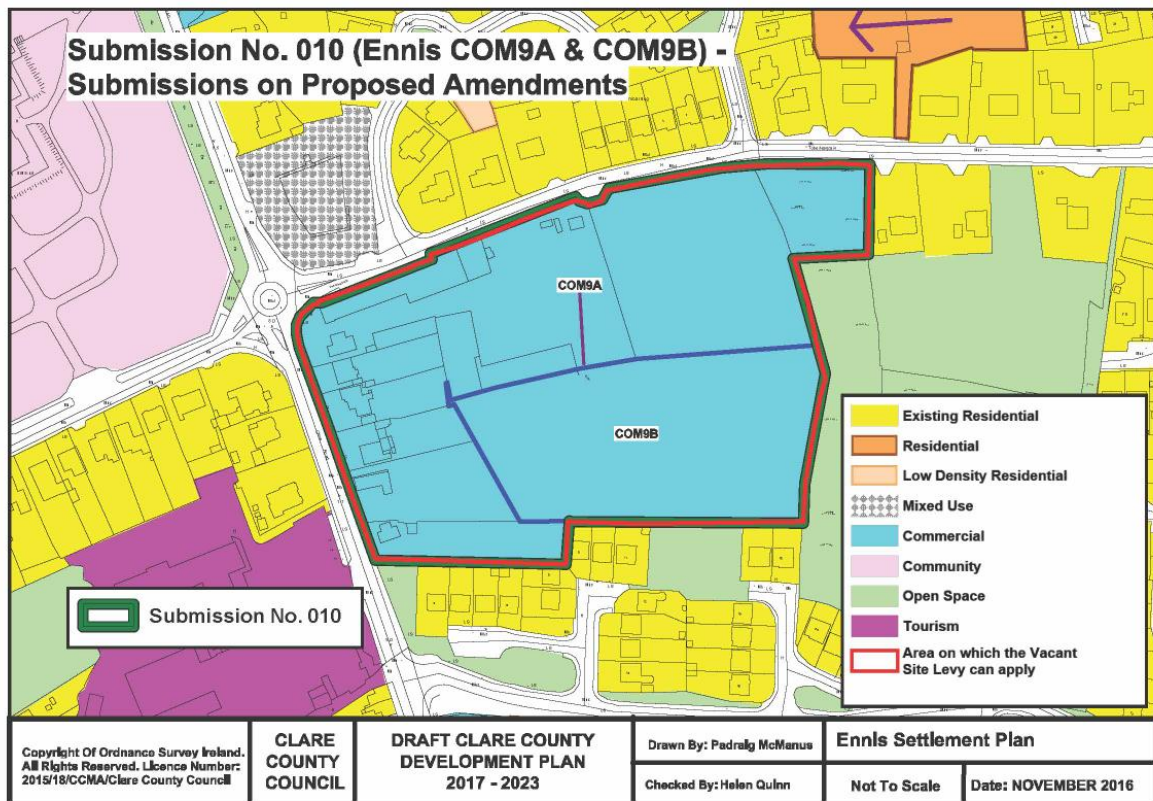 Submission No. 010 (Ennis COM9A & COM9B) -
Submissions on Proposed Amendments
COM9A
COM9B
Existing Residential
Residential
Low Density Residential
Mixed Use
Commercial
Community
Open Space
Tourism
Area on which the Vacant
Site Levy can apply
Submission No. 010
Copyright Of Ordnance Survey Ireland.
All Rights Reserved. Licence Number:
2015/18/CCMA/Clare County Council
CLARE
COUNTY
COUNCIL
DRAFT CLARE COUNTY
DEVELOPMENT PLAN
2017 - 2023
Drawn By: Padraig McManus
Checked By: Helen Quinn
Ennis Settlement Plan
Not To Scale
Date: NOVEMBER 2016